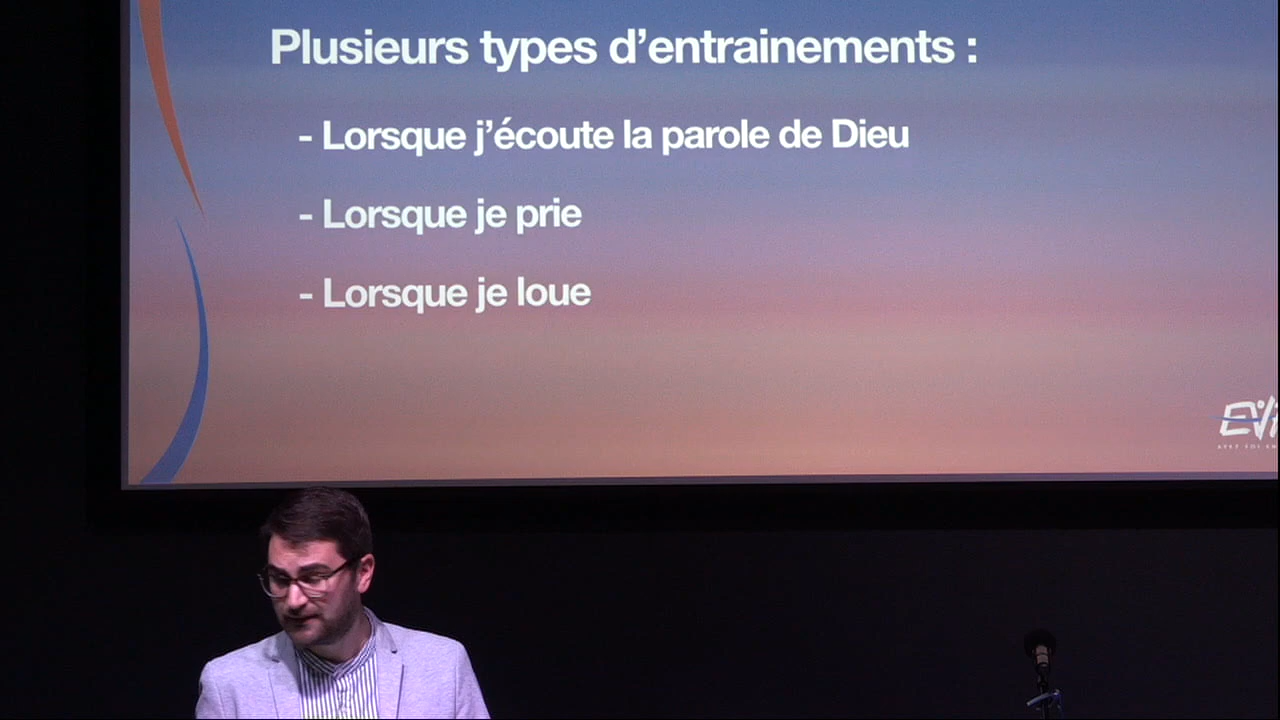 Plusieurs types d’entrainements :
- Lorsque j’écoute la parole de Dieu
- Lorsque je prie
- Lorsque je loue